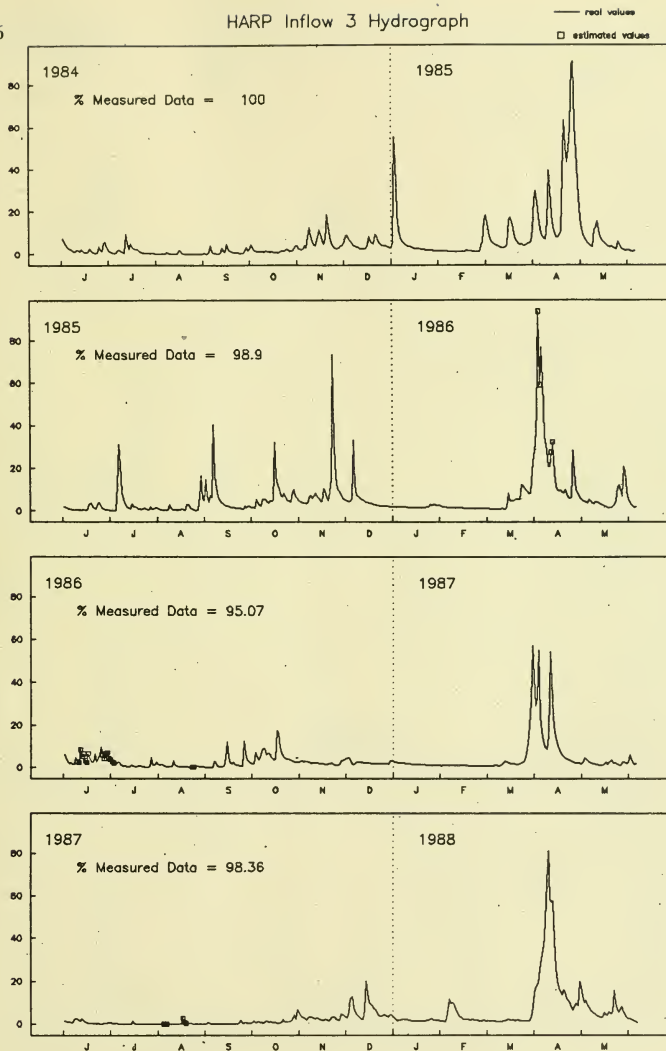 6
HARP Inflow 3 Hydrograph
real values
estimated values
1984
1985
% Measured Data = 100
80
60
40
20
0
J J A S O N D J F M A M
1985
1986
% Measured Data = 98.9
80
60
40
20
0
J J A S O N D J F M A M
1986
1987
% Measured Data = 95.07
80
60
40
20
0
J J A S O N D J F M A M
1987
1988
% Measured Data = 98.36
80
60
40
20
0
J J A S O N D J F M A M